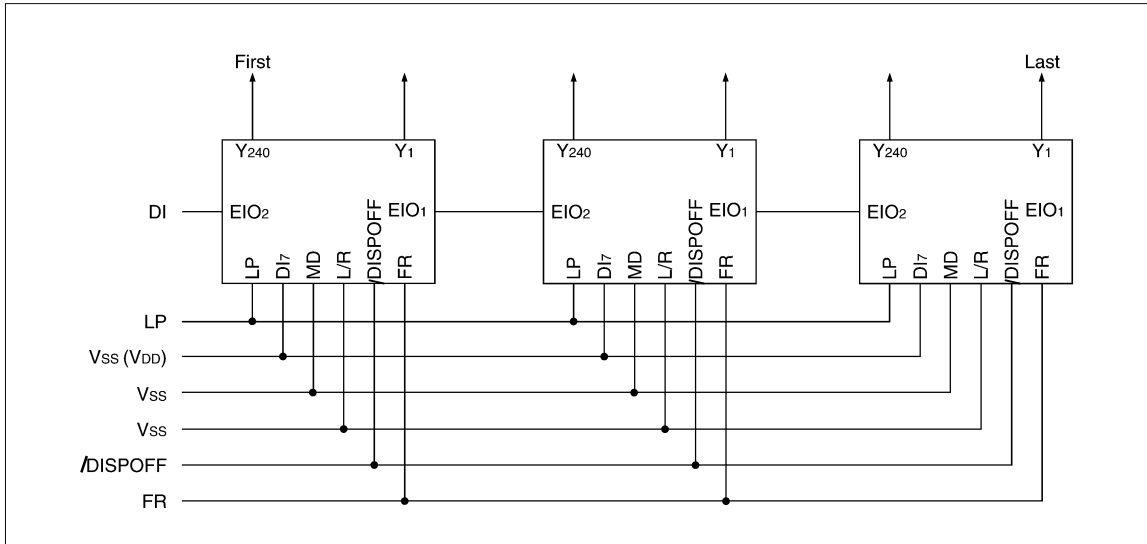 First
Last
Y240 Y1 Y240 Y1 Y240 Y1
DI EIO2 EIO1 EIO2 EIO1 EIO2 EIO1
LP DI7 MD L/R /DISPOFF FR LP DI7 MD L/R /DISPOFF FR LP DI7 MD L/R /DISPOFF FR
LP
VSS (VDD)
VSS
VSS
/DISPOFF
FR